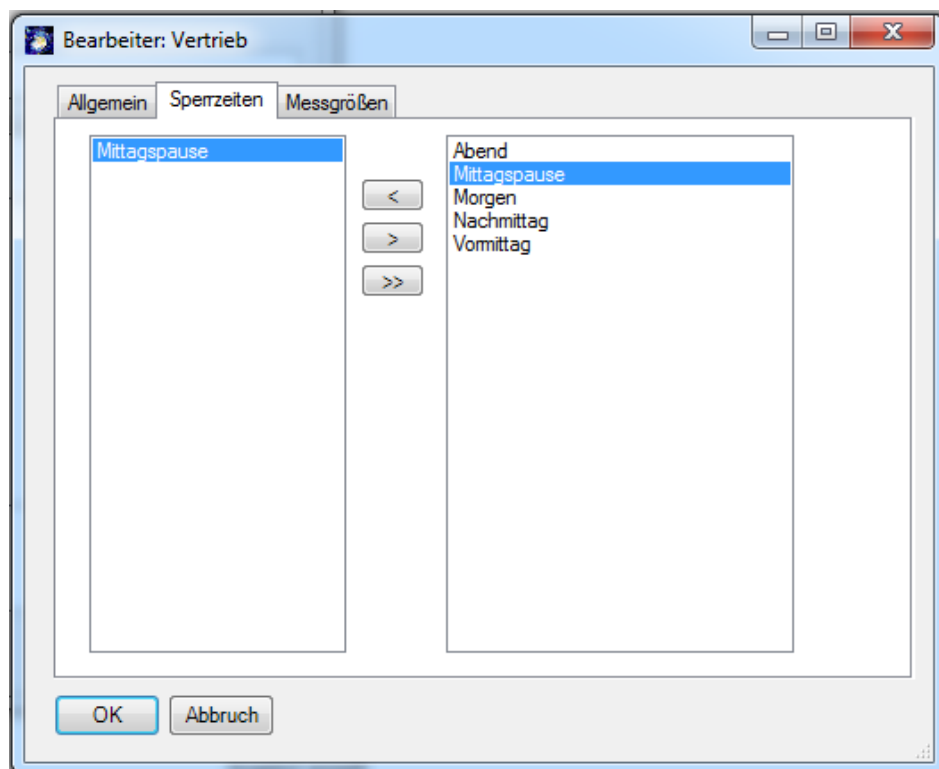 Bearbeiter: Vertrieb
Allgemein Sperrzeiten Messgrößen
Mittagspause
<
>
>>
Abend
Mittagspause
Morgen
Nachmittag
Vormittag
OK Abbruch